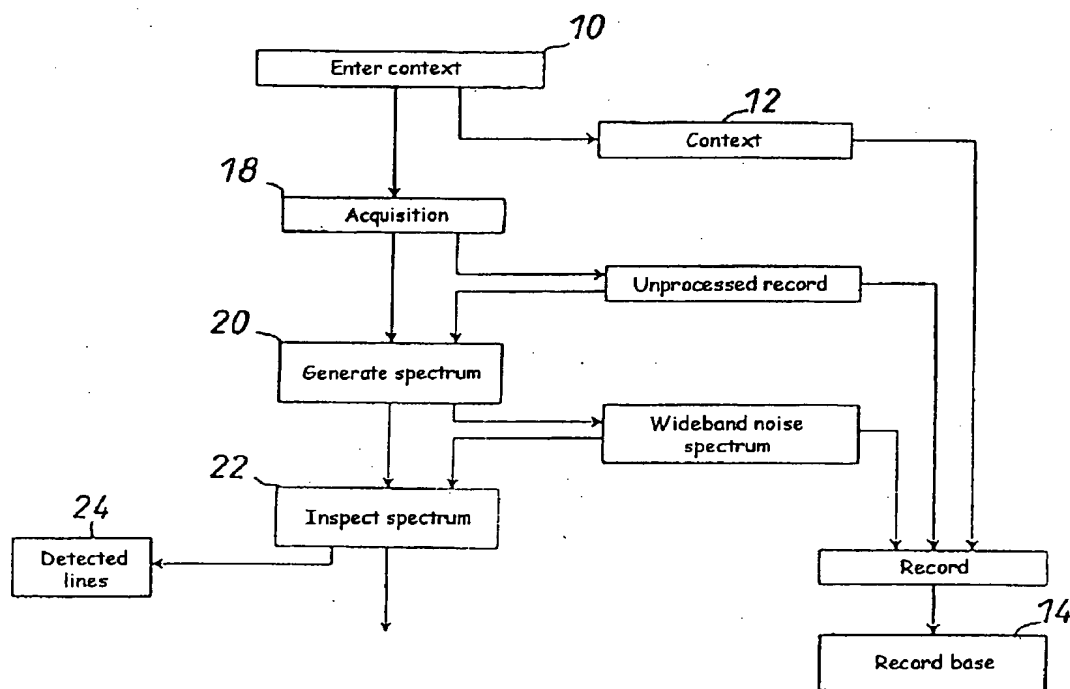 10
Enter context
12
Context
18
Acquisition
Unprocessed record
20
Generate spectrum
Wideband noise
spectrum
22
Inspect spectrum
24
Detected
lines
Record
14
Record base